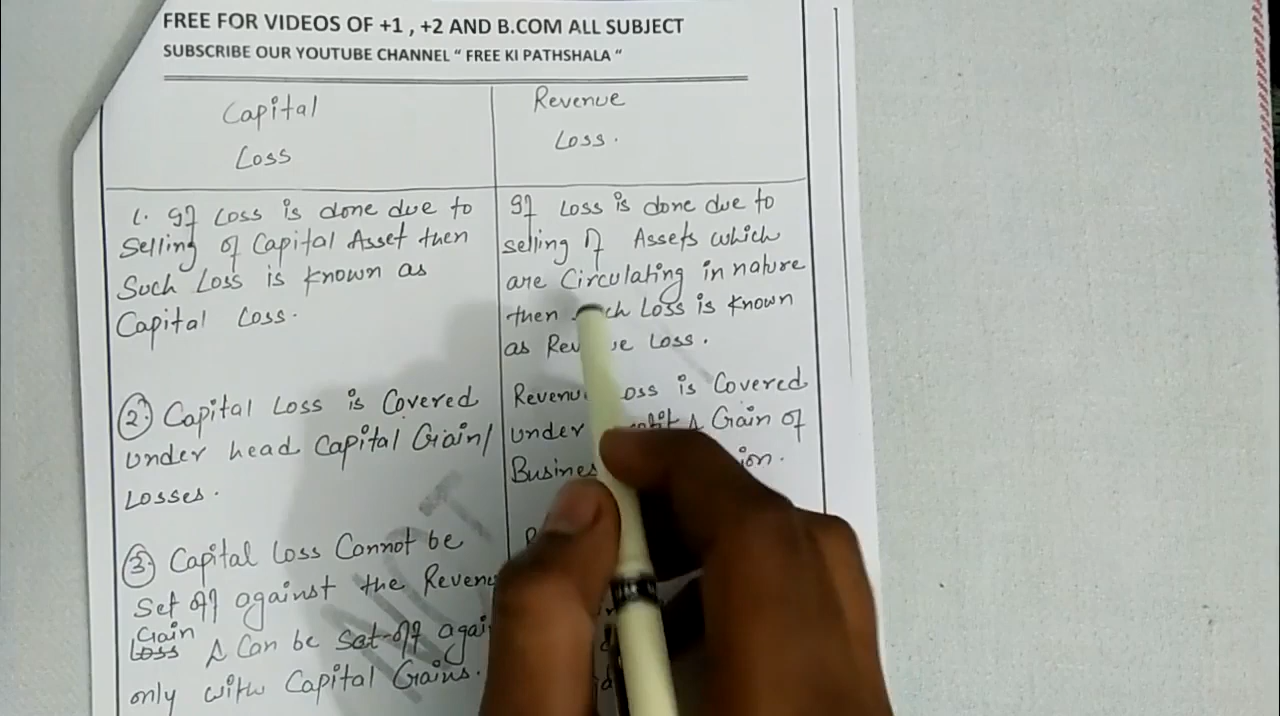 FREE FOR VIDEOS OF +1 , +2 AND B.COM ALL SUBJECT
SUBSCRIBE OUR YOUTUBE CHANNEL “ FREE KI PATHSHALA ”
Capital
Loss
Revenue
Loss.
1. If Loss is done due to
Selling of Capital Asset then
Such Loss is known as
Capital Loss.
If Loss is done due to
selling of Assets which
are Circulating in nature
then Loss is known
as Loss.
② Capital Loss is Covered
under head Capital Gain/
Losses.
is Covered
under & Gain of
③ Capital Loss Cannot be
Set off against the
Gain
Loss & Can be Set-off
only with Capital Gains.
NOT